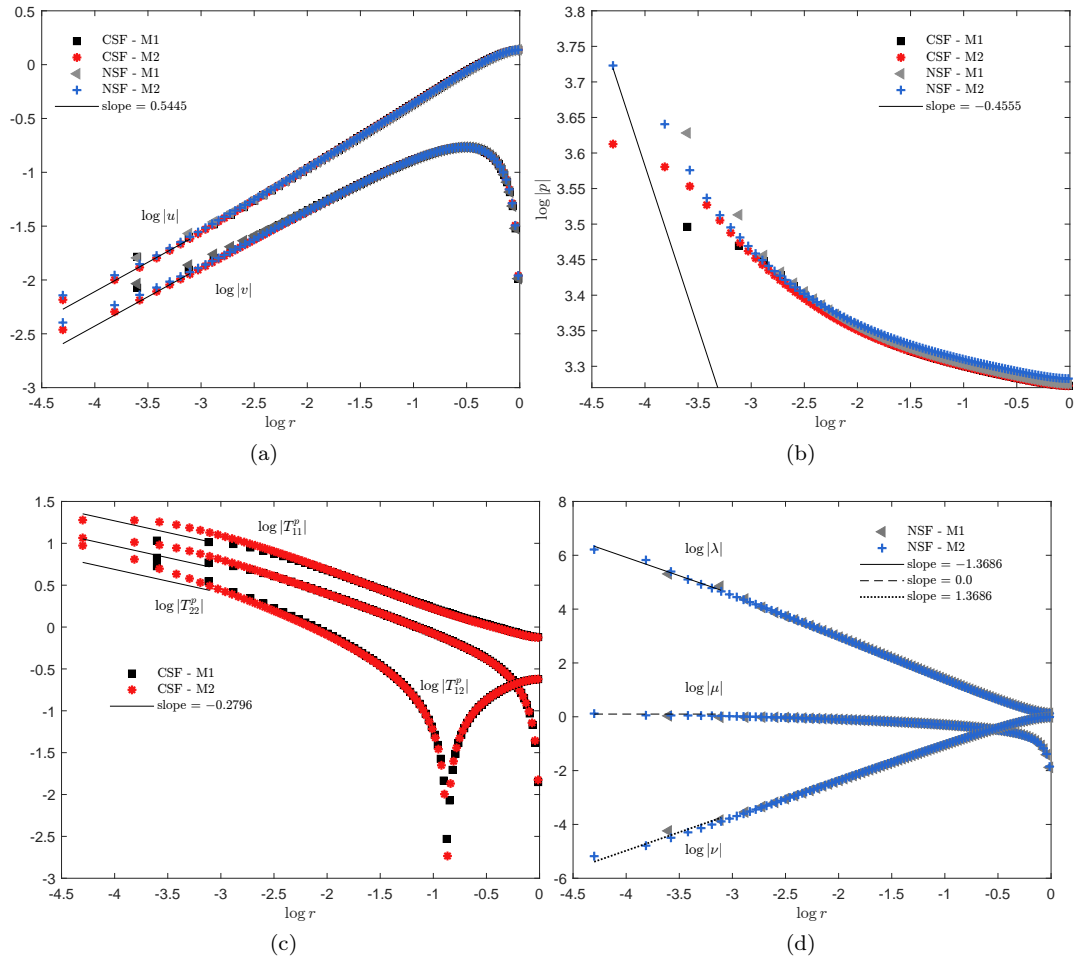 0.5
0
-0.5
-1
-1.5
-2
-2.5
-3
-4.5 -4 -3.5 -3 -2.5 -2 -1.5 -1 -0.5 0
log r
CSF - M1
CSF - M2
NSF - M1
NSF - M2
slope = 0.5445
log |u|
log |v|
(a)
3.8
3.75
3.7
3.65
3.6
3.55
3.5
3.45
3.4
3.35
3.3
log |p|
-4.5 -4 -3.5 -3 -2.5 -2 -1.5 -1 -0.5 0
log r
CSF - M1
CSF - M2
NSF - M1
NSF - M2
slope = −0.4555
(b)
1.5
1
0.5
0
-0.5
-1
-1.5
-2
-2.5
-3
-4.5 -4 -3.5 -3 -2.5 -2 -1.5 -1 -0.5 0
log r
log |T₁₁ᵖ|
log |T₂₂ᵖ|
log |T₁₂ᵖ|
CSF - M1
CSF - M2
slope = −0.2796
(c)
8
6
4
2
0
-2
-4
-6
-4.5 -4 -3.5 -3 -2.5 -2 -1.5 -1 -0.5 0
log r
NSF - M1
NSF - M2
slope = −1.3686
slope = 0.0
slope = 1.3686
log |λ|
log |μ|
log |ν|
(d)